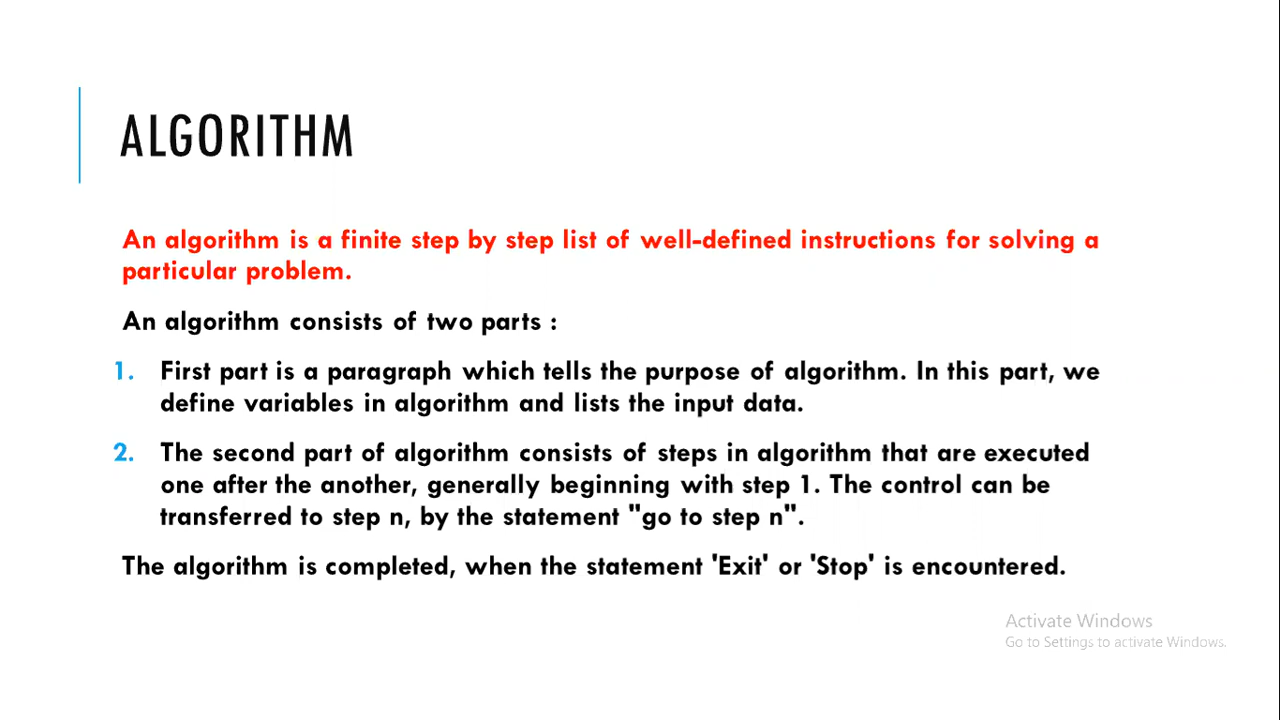 ALGORITHM
An algorithm is a finite step by step list of well-defined instructions for solving a
particular problem.
An algorithm consists of two parts :
1. First part is a paragraph which tells the purpose of algorithm. In this part, we
define variables in algorithm and lists the input data.
2. The second part of algorithm consists of steps in algorithm that are executed
one after the another, generally beginning with step 1. The control can be
transferred to step n, by the statement "go to step n".
The algorithm is completed, when the statement 'Exit' or 'Stop' is encountered.
Activate Windows
Go to Settings to activate Windows.